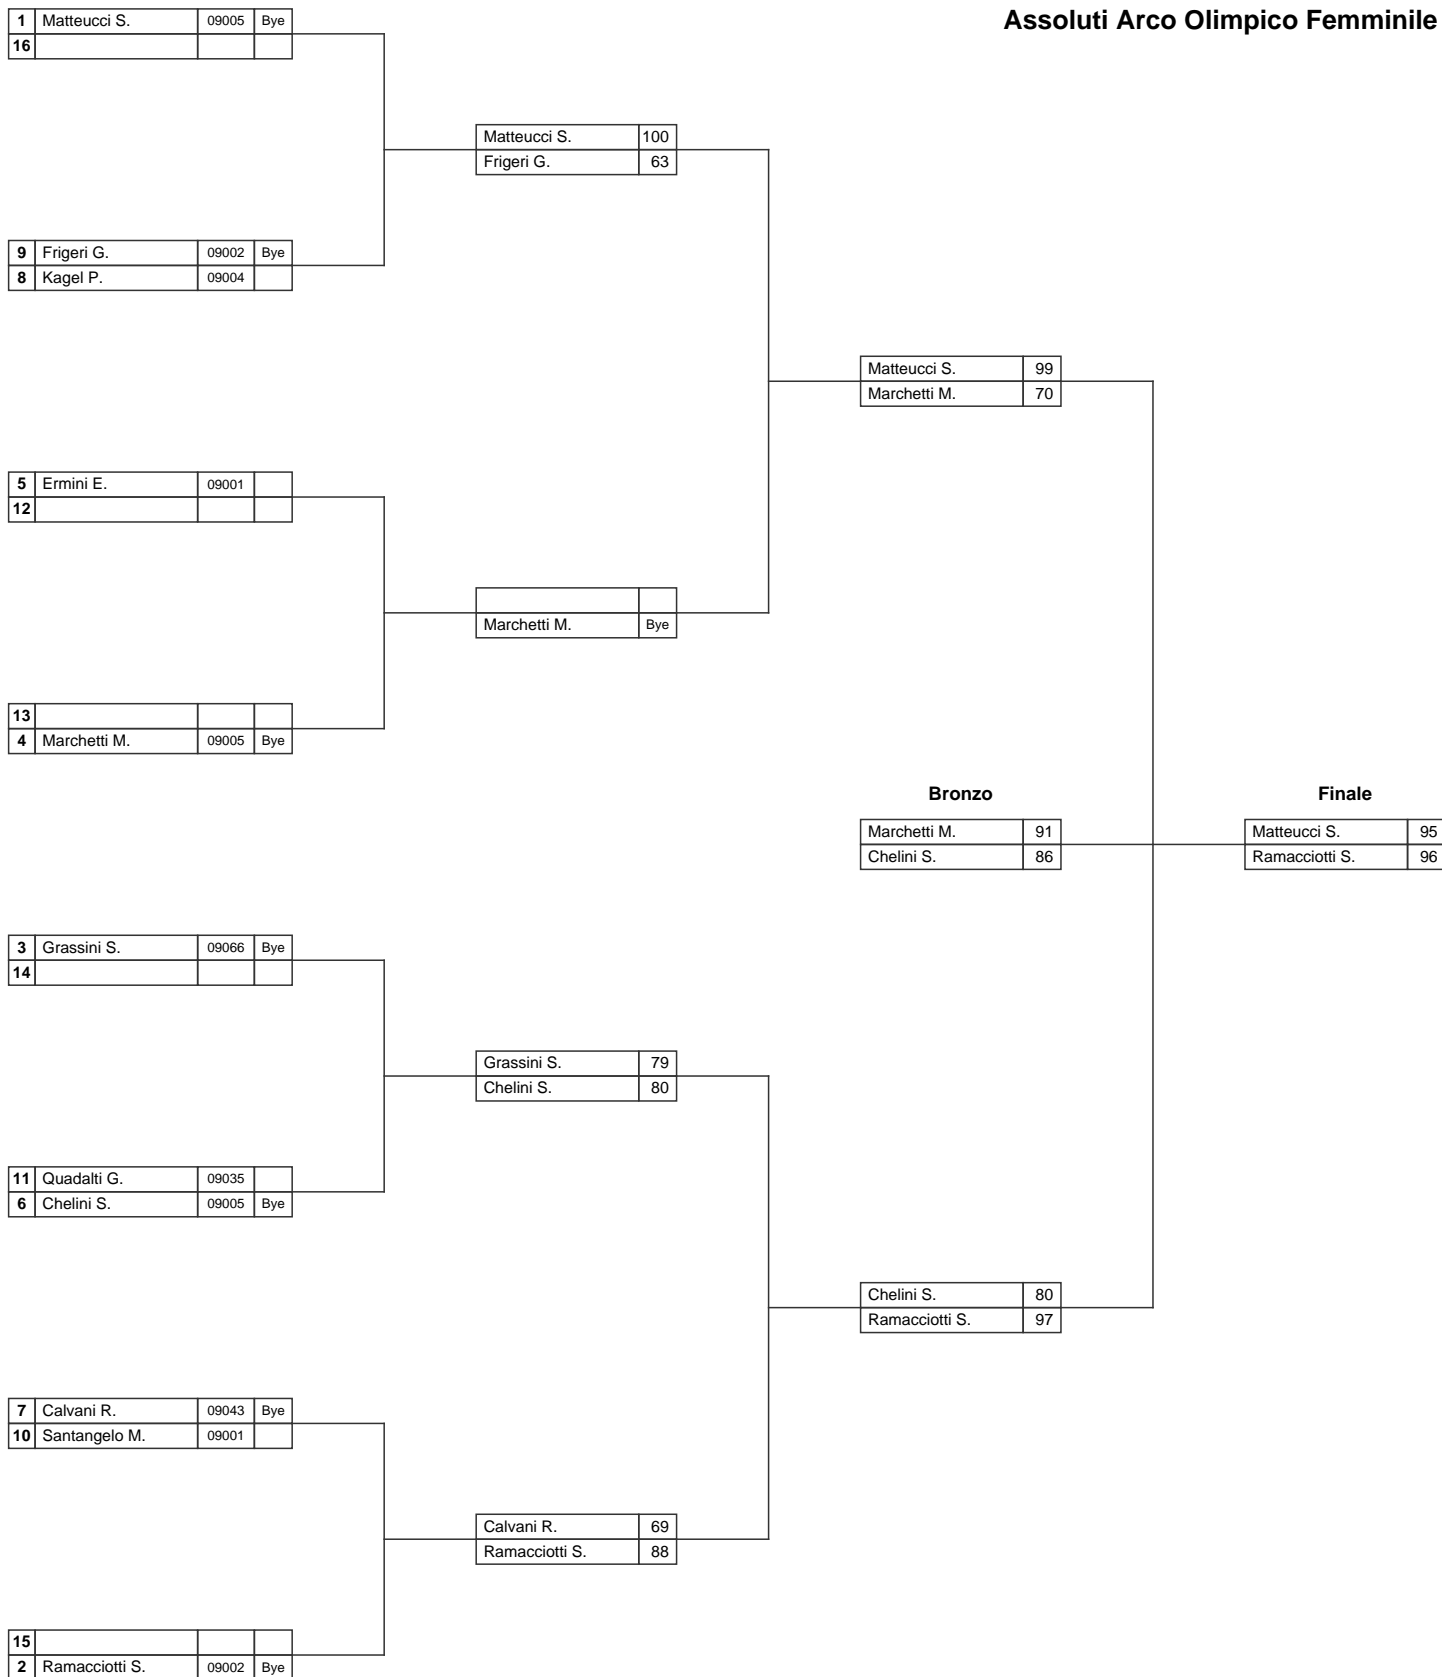 Assoluti Arco Olimpico Femminile
1 Matteucci S. 09005 Bye
16
Matteucci S. 100
Frigeri G. 63
9 Frigeri G. 09002 Bye
8 Kagel P. 09004
Matteucci S. 99
Marchetti M. 70
5 Ermini E. 09001
12
Marchetti M. Bye
13
4 Marchetti M. 09005 Bye
Bronzo
Marchetti M. 91
Chelini S. 86
Finale
Matteucci S. 95
Ramacciotti S. 96
3 Grassini S. 09066 Bye
14
Grassini S. 79
Chelini S. 80
11 Quadalti G. 09035
6 Chelini S. 09005 Bye
Chelini S. 80
Ramacciotti S. 97
7 Calvani R. 09043 Bye
10 Santangelo M. 09001
Calvani R. 69
Ramacciotti S. 88
15
2 Ramacciotti S. 09002 Bye